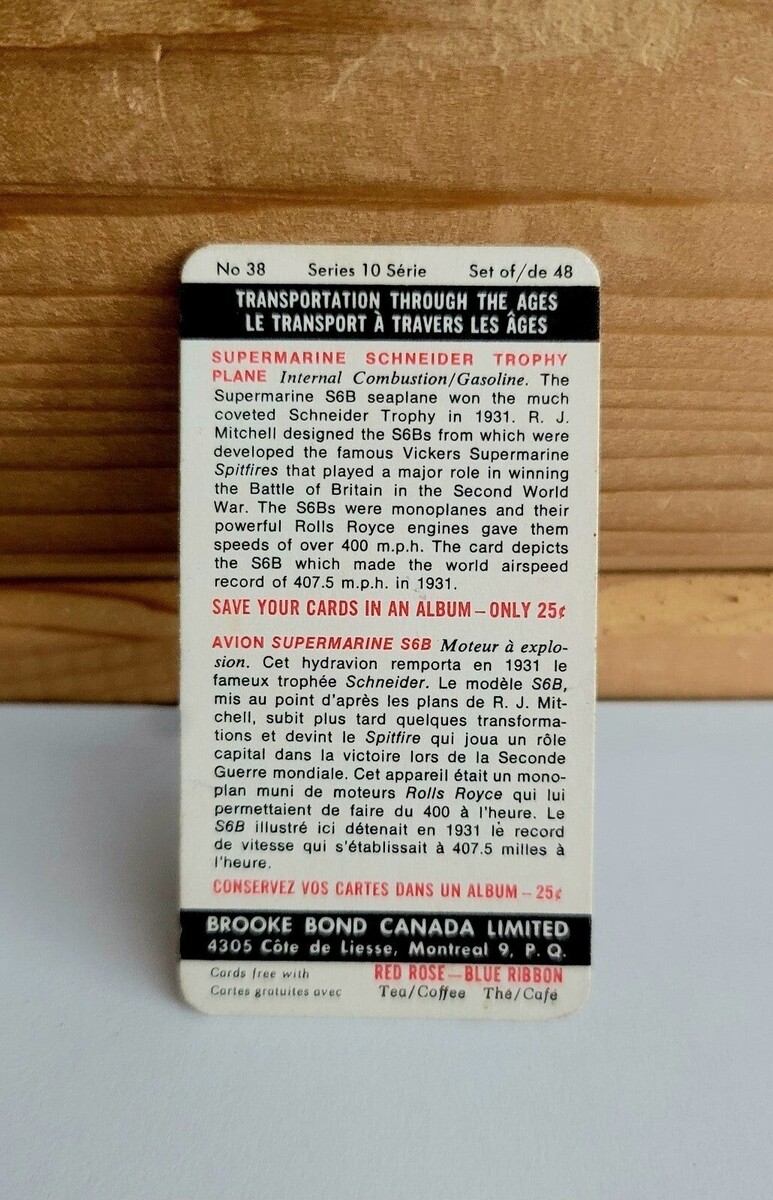 No 38 Series 10 Série Set of/de 48
TRANSPORTATION THROUGH THE AGES
LE TRANSPORT À TRAVERS LES ÂGES
SUPERMARINE SCHNEIDER TROPHY
PLANE Internal Combustion/Gasoline. The
Supermarine S6B seaplane won the much
coveted Schneider Trophy in 1931. R. J.
Mitchell designed the S6Bs from which were
developed the famous Vickers Supermarine
Spitfires that played a major role in winning
the Battle of Britain in the Second World
War. The S6Bs were monoplanes and their
powerful Rolls Royce engines gave them
speeds of over 400 m.p.h. The card depicts
the S6B which made the world airspeed
record of 407.5 m.p.h. in 1931.
SAVE YOUR CARDS IN AN ALBUM – ONLY 25¢
AVION SUPERMARINE S6B Moteur à explo-
sion. Cet hydravion remporta en 1931 le
fameux trophée Schneider. Le modèle S6B,
mis au point d'après les plans de R. J. Mit-
chell, subit plus tard quelques transforma-
tions et devint le Spitfire qui joua un rôle
capital dans la victoire lors de la Seconde
Guerre mondiale. Cet appareil était un mono-
plan muni de moteurs Rolls Royce qui lui
permettaient de faire du 400 à l'heure. Le
S6B illustré ici détenait en 1931 le record
de vitesse qui s'établissait à 407.5 milles à
l'heure.
CONSERVEZ VOS CARTES DANS UN ALBUM – 25¢
BROOKE BOND CANADA LIMITED
4305 Côte de Liesse, Montreal 9, P. Q.
Cards free with RED ROSE – BLUE RIBBON
Cartes gratuites avec Tea/Coffee Thé/Café